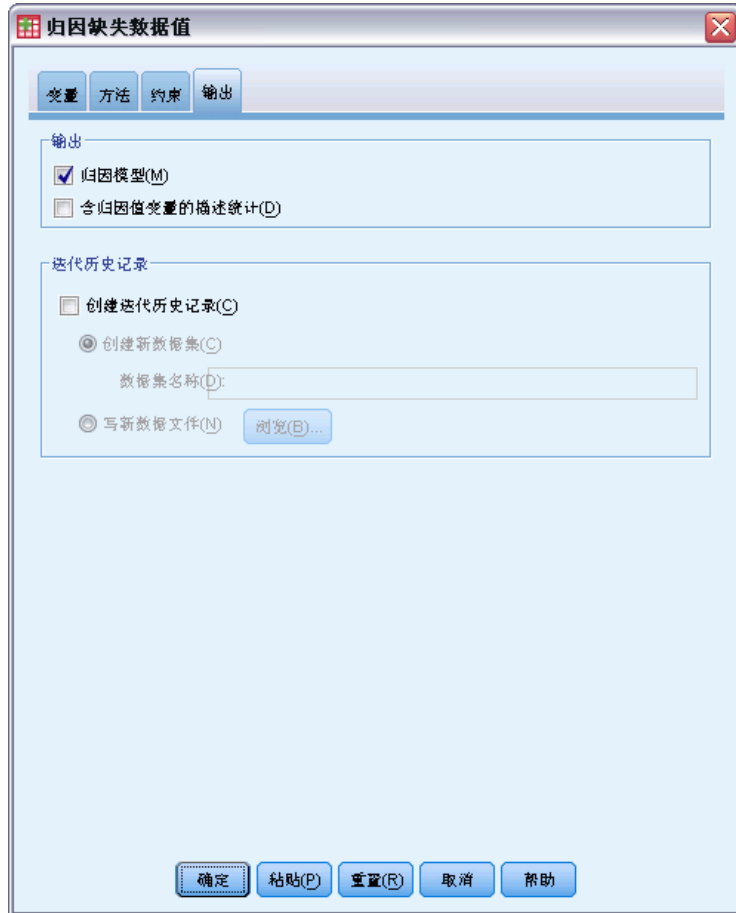 归因缺失数据值
变量 方法 约束 输出
输出
归因模型(M)
含归因值变量的描述统计(D)
迭代历史记录
创建迭代历史记录(C)
创建新数据集(C)
数据集名称(D):
写新数据文件(N) 浏览(B)...
确定 粘贴(P) 重置(R) 取消 帮助